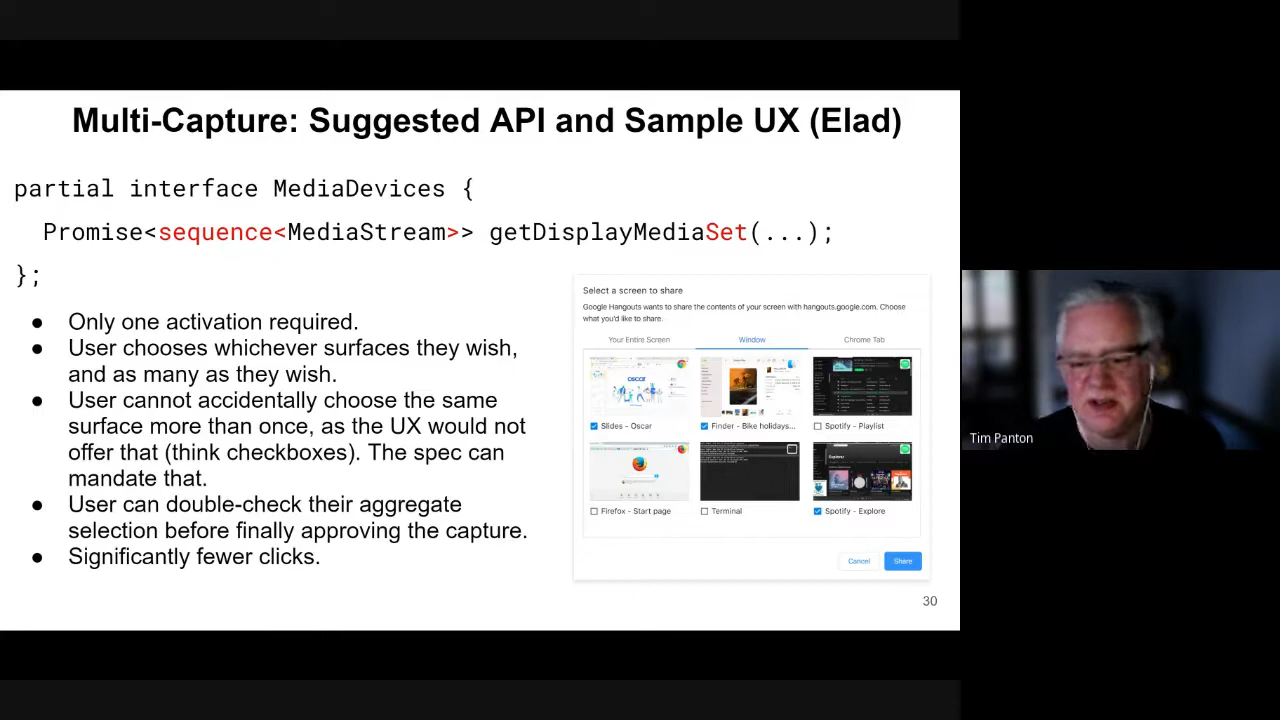 Multi-Capture: Suggested API and Sample UX (Elad)
partial interface MediaDevices {
Promise<sequence<MediaStream>> getDisplayMediaSet(...);
};
● Only one activation required.
● User chooses whichever surfaces they wish,
and as many as they wish.
● User cannot accidentally choose the same
surface more than once, as the UX would not
offer that (think checkboxes). The spec can
mandate that.
● User can double-check their aggregate
selection before finally approving the capture.
● Significantly fewer clicks.
Select a screen to share
Google Hangouts wants to share the contents of your screen with hangouts.google.com. Choose
what you'd like to share.
Your Entire Screen Window Chrome Tab
OSCAR
Slides - Oscar Finder - Bike holidays... Spotify - Playlist
Explore
Firefox - Start page Terminal Spotify - Explore
Cancel Share
30
Tim Panton